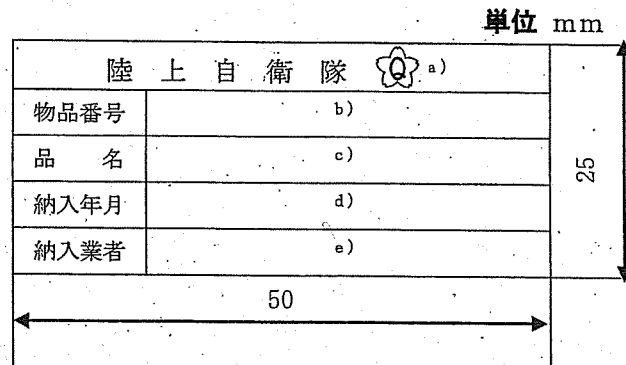 単位 mm
陸上自衛隊 Q a)
物品番号 b)
品名 c)
納入年月 d)
納入業者 e)
25
50